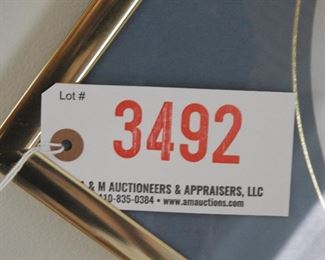 Lot #
3492
& M AUCTIONEERS & APPRAISERS, LLC
10-835-0384 • www.amauctions.com